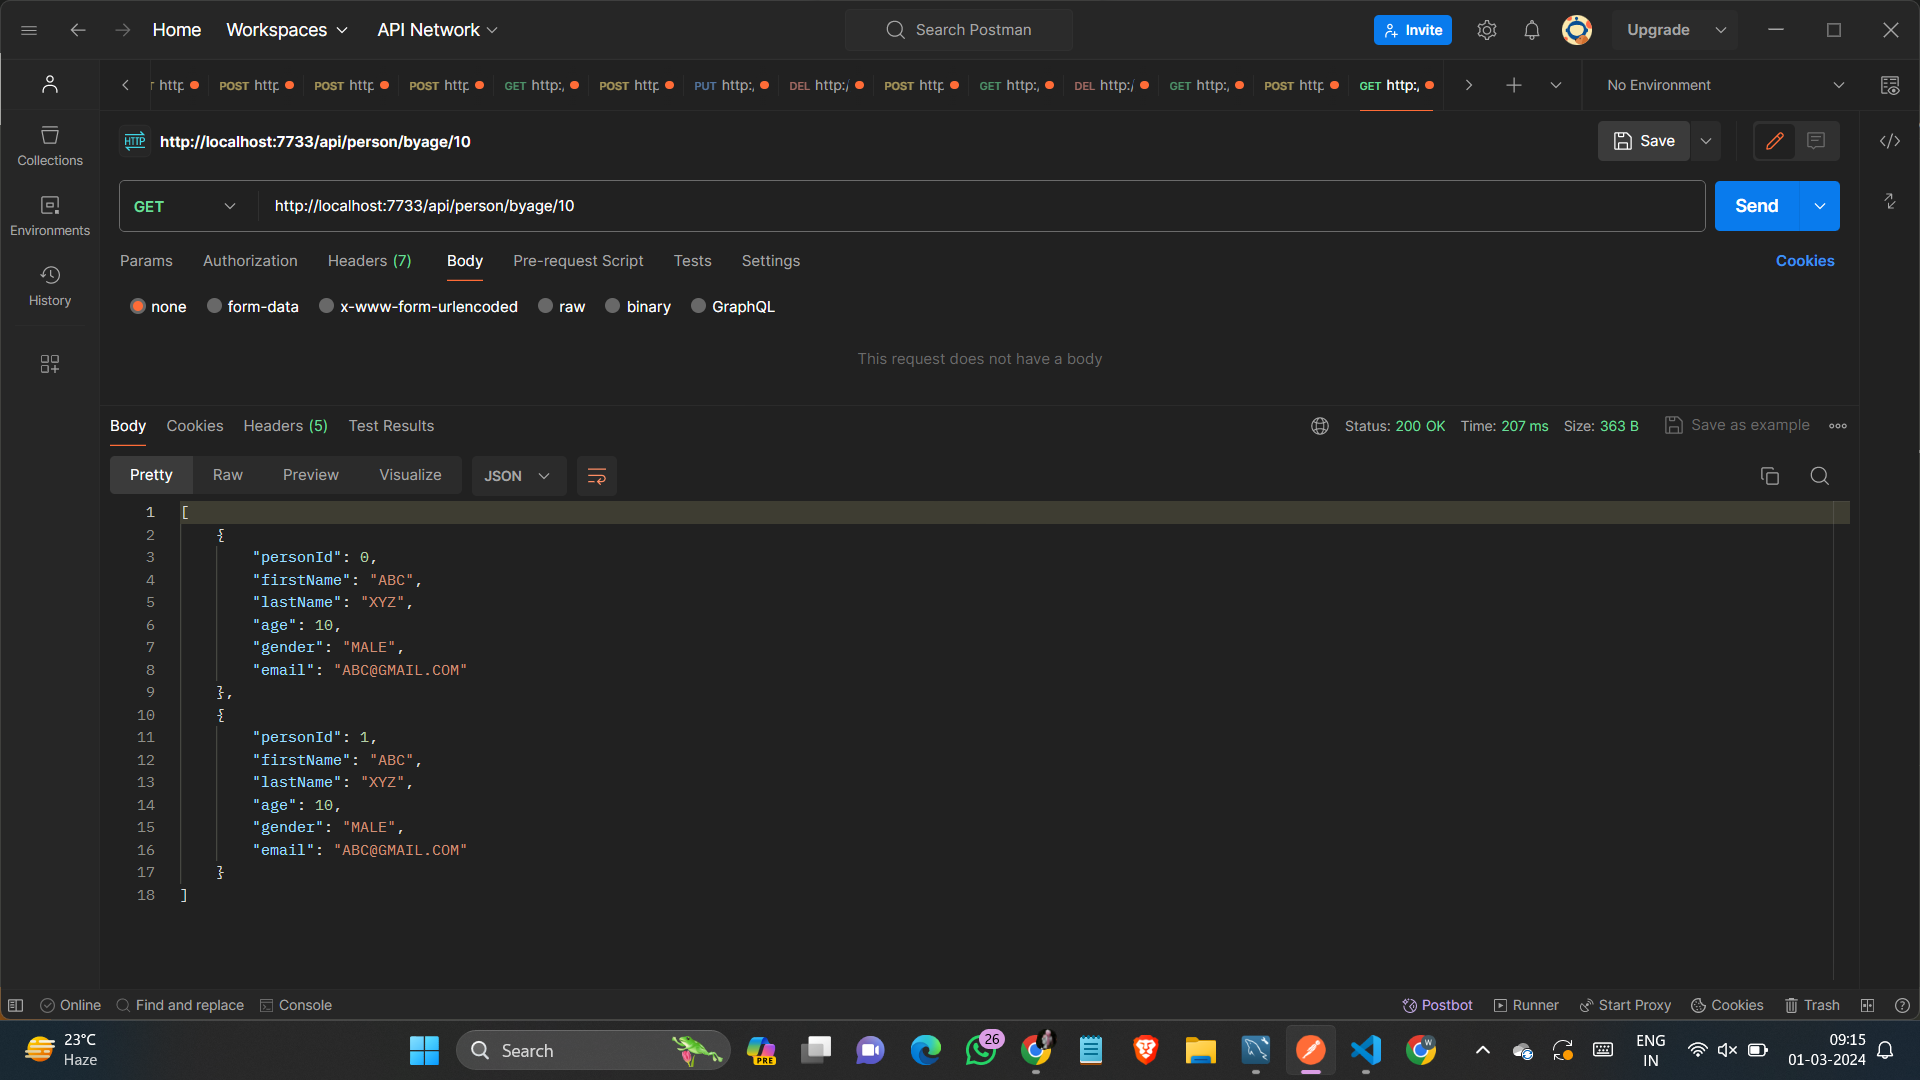 Home Workspaces API Network Search Postman Invite Upgrade
http POST http POST http POST http GET http:/ POST http PUT http:/ DEL http:/ POST http GET http:/ DEL http:/ GET http:/ POST http GET http:/ No Environment
HTTP http://localhost:7733/api/person/byage/10 Save
GET http://localhost:7733/api/person/byage/10 Send
Collections
Environments
History
Params Authorization Headers (7) Body Pre-request Script Tests Settings Cookies
none form-data x-www-form-urlencoded raw binary GraphQL
This request does not have a body
Body Cookies Headers (5) Test Results Status: 200 OK Time: 207 ms Size: 363 B Save as example
Pretty Raw Preview Visualize JSON
1 [
2 {
3 "personId": 0,
4 "firstName": "ABC",
5 "lastName": "XYZ",
6 "age": 10,
7 "gender": "MALE",
8 "email": "ABC@GMAIL.COM"
9 },
10 {
11 "personId": 1,
12 "firstName": "ABC",
13 "lastName": "XYZ",
14 "age": 10,
15 "gender": "MALE",
16 "email": "ABC@GMAIL.COM"
17 }
18 ]
Online Find and replace Console Postbot Runner Start Proxy Cookies Trash
23°C
Haze
Search
PRE
26
W
ENG
IN
09:15
01-03-2024